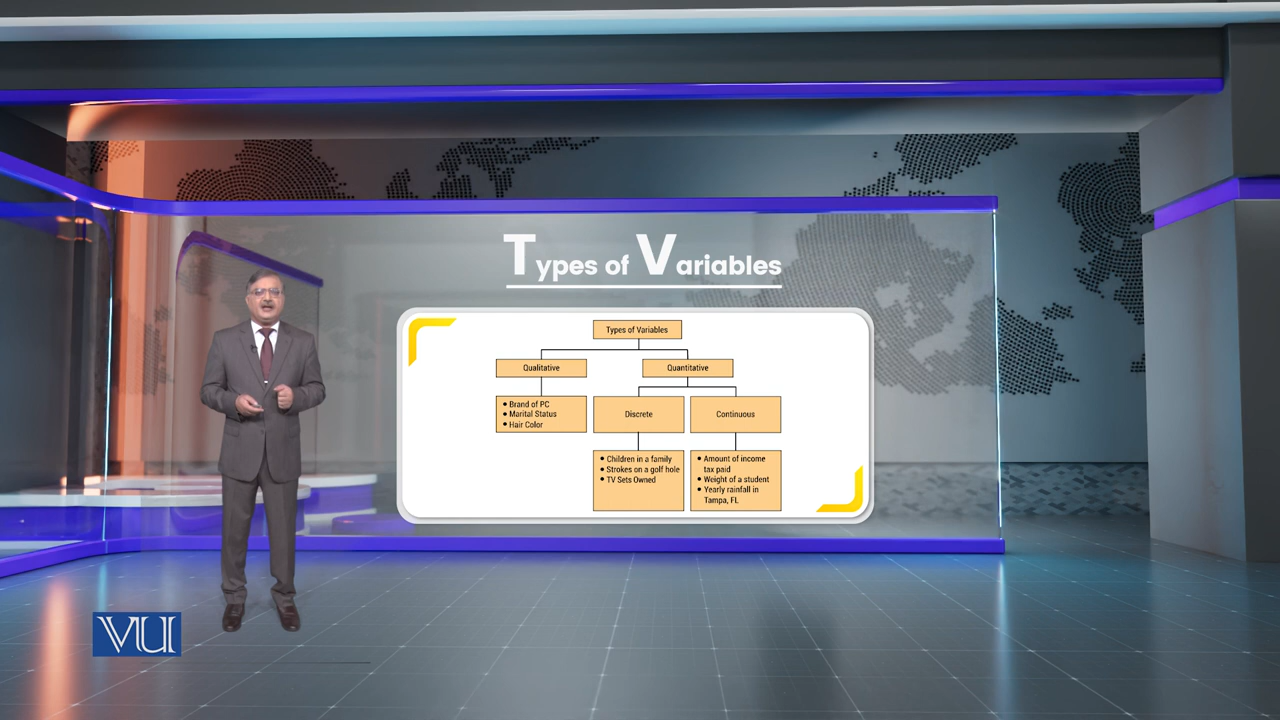 Types of Variables
Types of Variables
Qualitative
Quantitative
• Brand of PC
• Marital Status
• Hair Color
Discrete
Continuous
• Children in a family
• Strokes on a golf hole
• TV Sets Owned
• Amount of income
tax paid
• Weight of a student
• Yearly rainfall in
Tampa, FL
VU